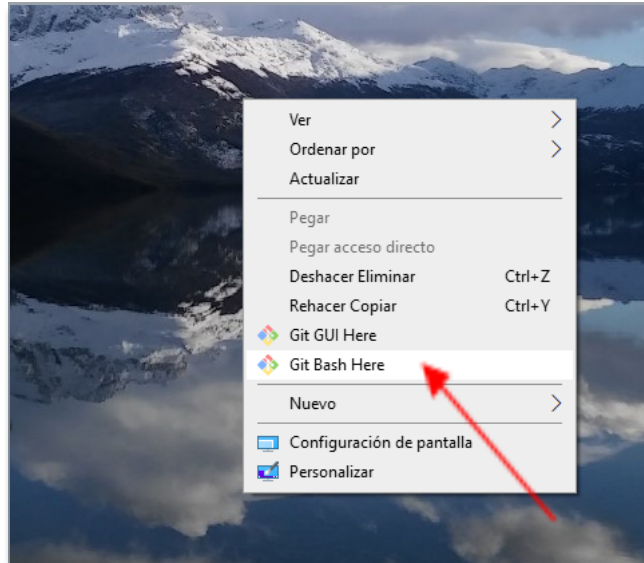 Ver
Ordenar por
Actualizar
Pegar
Pegar acceso directo
Deshacer Eliminar Ctrl+Z
Rehacer Copiar Ctrl+Y
Git GUI Here
Git Bash Here
Nuevo
Configuración de pantalla
Personalizar